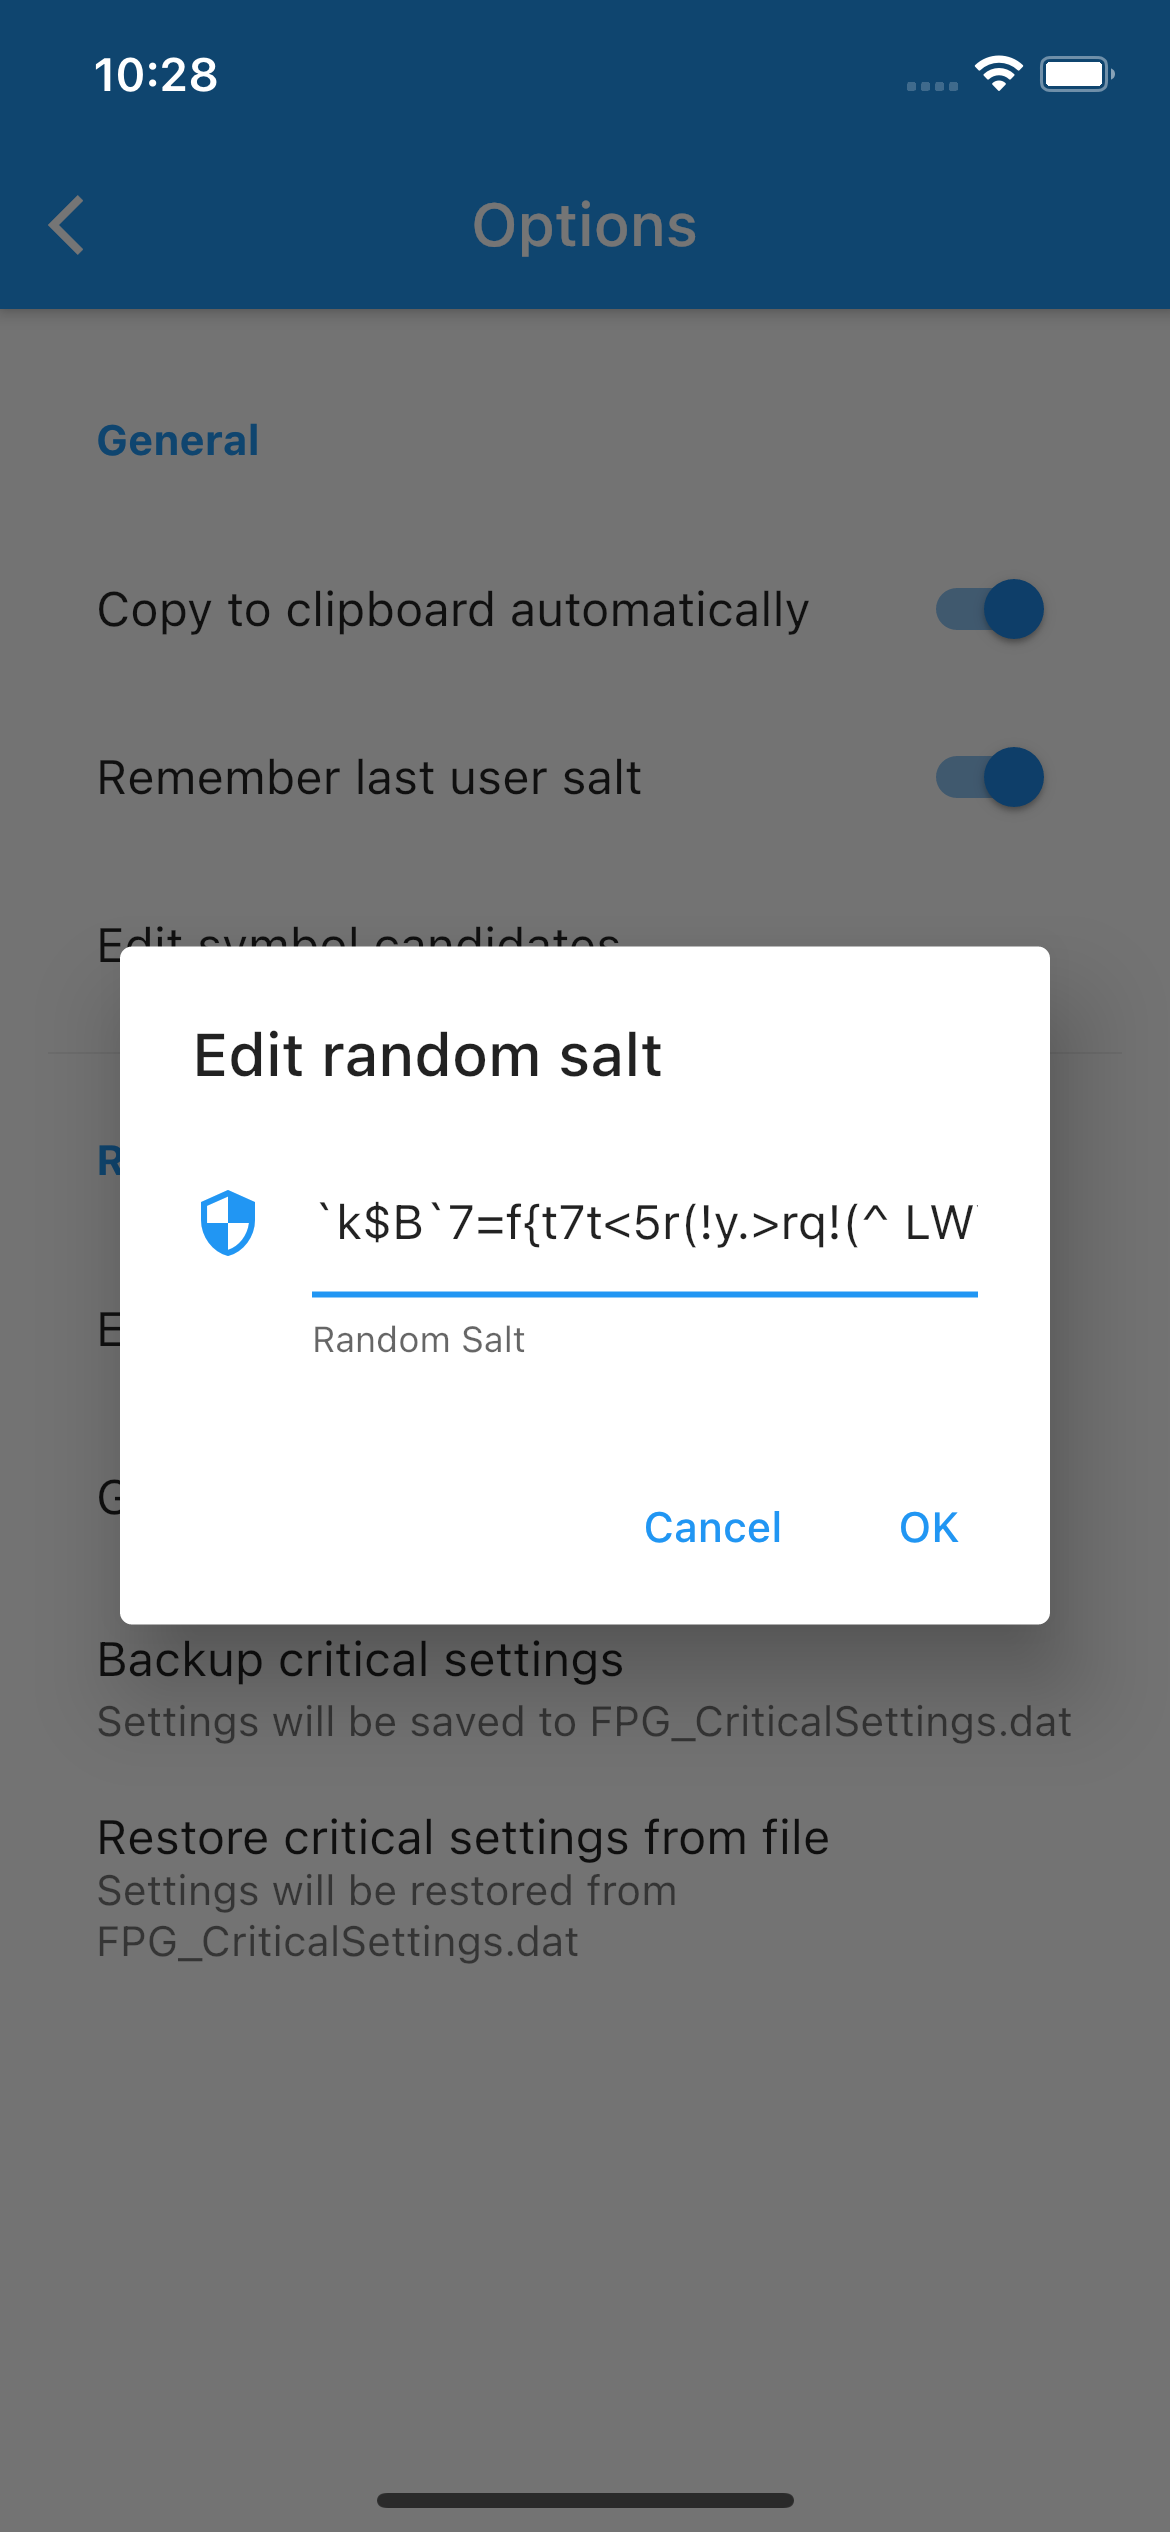 10:28
Options
General
Copy to clipboard automatically
Remember last user salt
Edit symbol candidates
Edit random salt
`k$B`7=f{t7t<5r(!y.>rq!(^ LW
Random Salt
Cancel
OK
Backup critical settings
Settings will be saved to FPG_CriticalSettings.dat
Restore critical settings from file
Settings will be restored from
FPG_CriticalSettings.dat